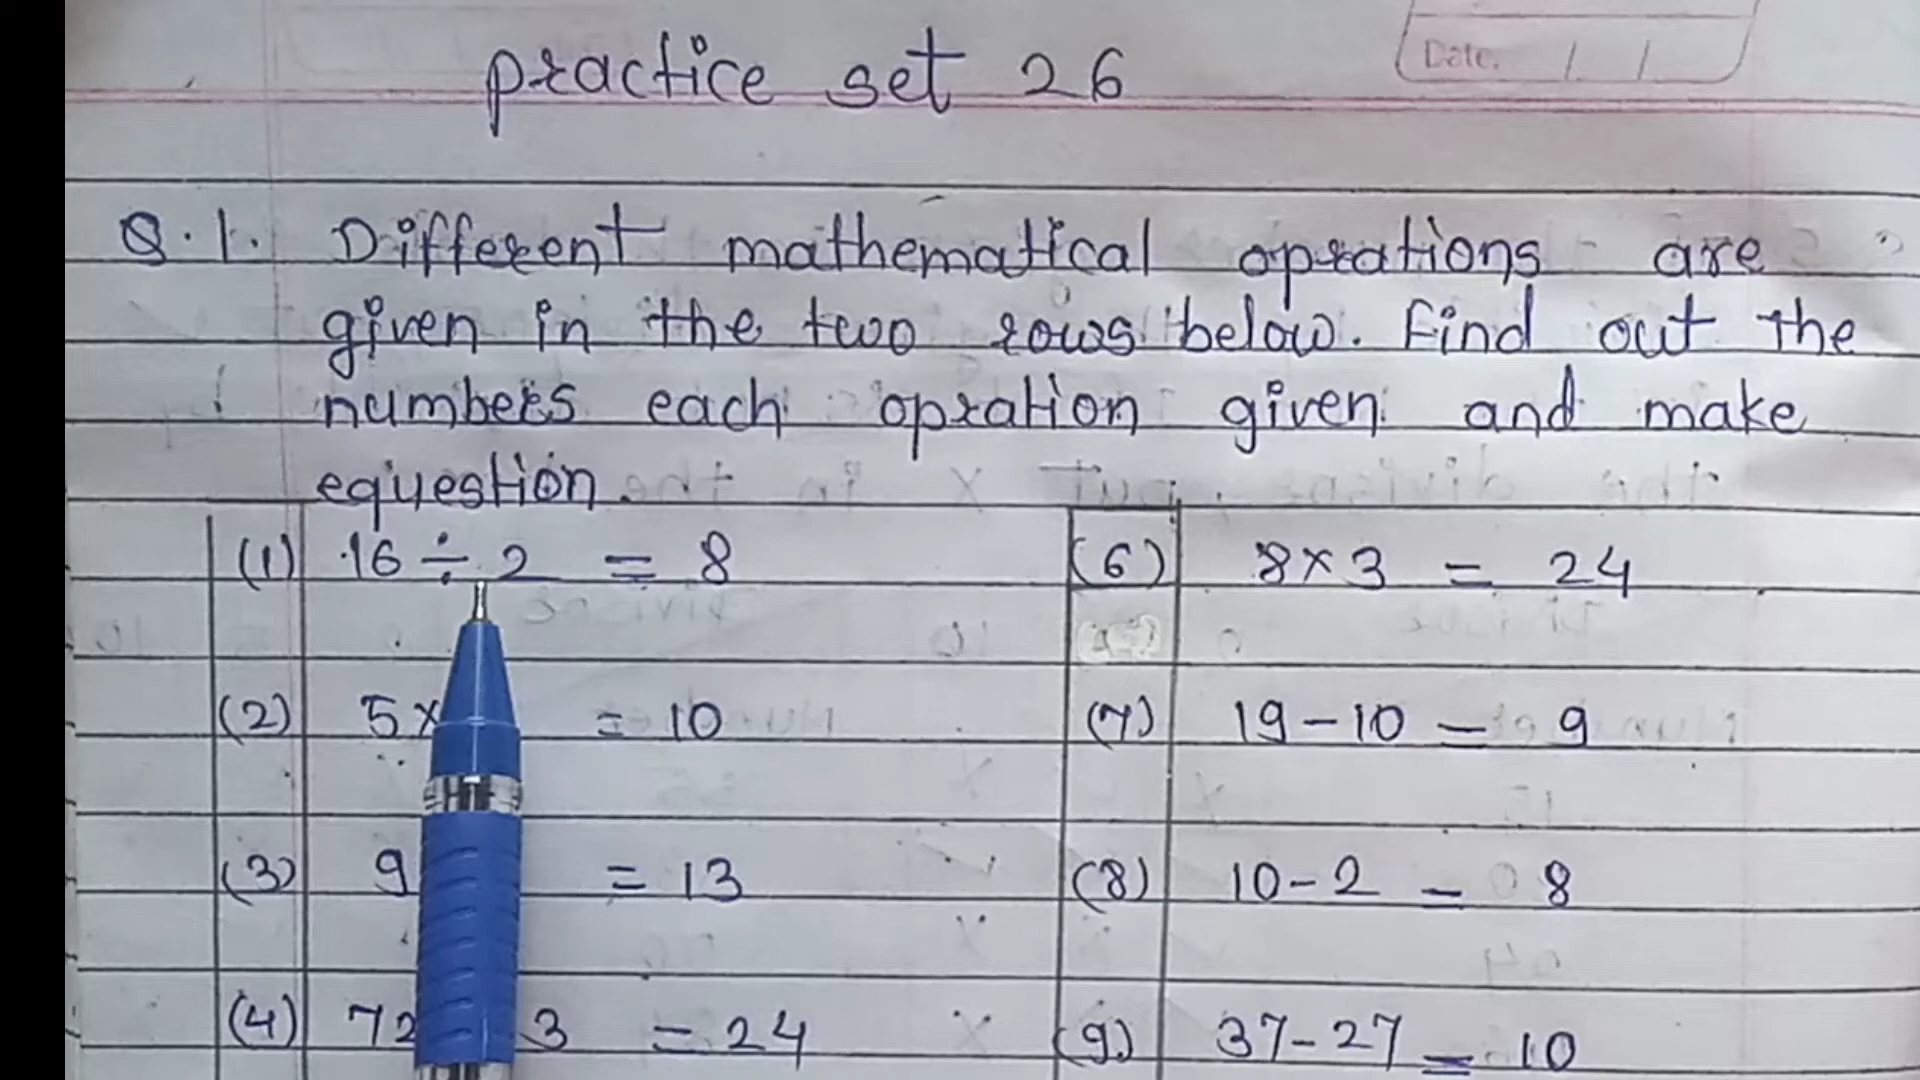 Date. / /
practice set 26
Q.1. Different mathematical oprations are
given in the two rows below. Find out the
numbers each opration given and make
equestion.
(1) 16 ÷ 2 = 8
(6) 8 × 3 = 24
(2) 5 × = 10
(7) 19 - 10 = 9
(3) 9 = 13
(8) 10 - 2 = 8
(4) 72 3 = 24
(9) 37 - 27 = 10